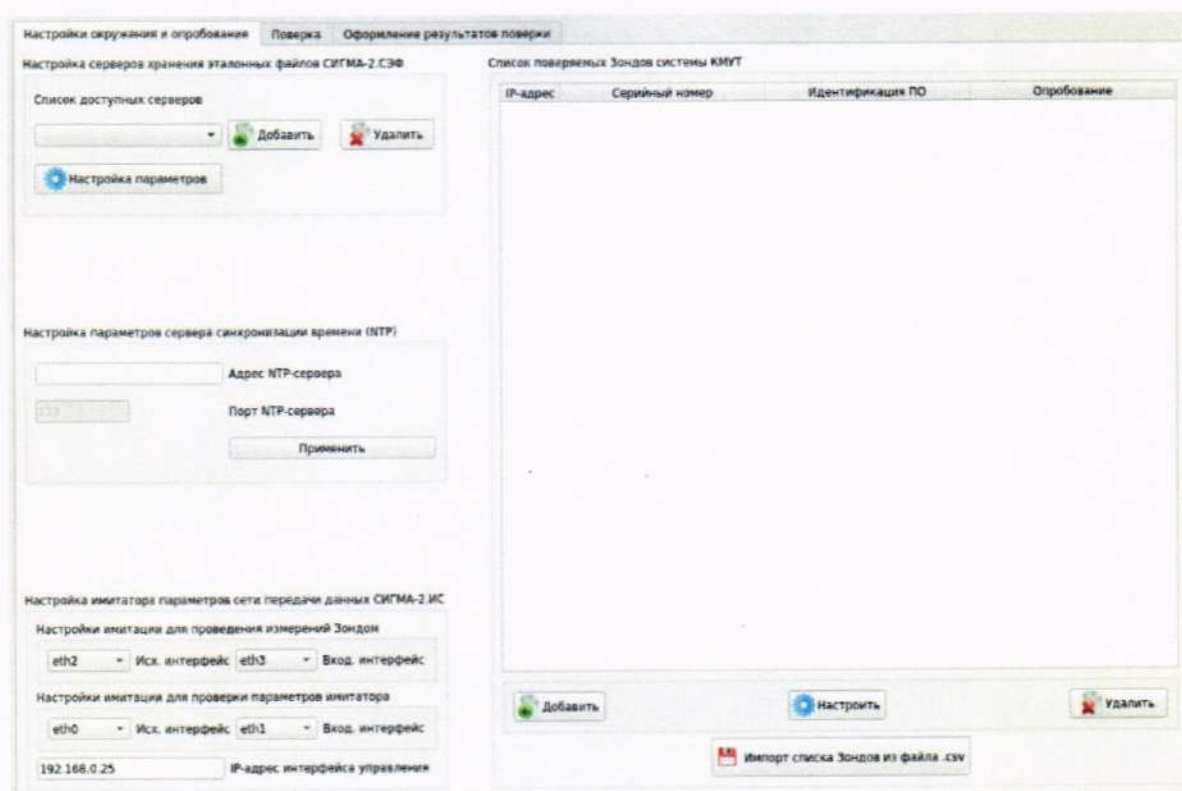 Настройки окружения и опробование Поверка Оформление результатов поверки
Настройка серверов хранения эталонных файлов СИГМА-2.СЭФ
Список доступных серверов
Добавить Удалить
Настройка параметров
Настройка параметров сервера синхронизации времени (NTP)
Адрес NTP-сервера
Порт NTP-сервера
Применить
Настройка имитатора параметров сети передачи данных СИГМА-2.ИС
Настройки имитации для проведения измерений Зондом
eth2 Исх. интерфейс eth3 Вход. интерфейс
Настройки имитации для проверки параметров имитатора
eth0 Исх. интерфейс eth1 Вход. интерфейс
192.168.0.25 IP-адрес интерфейса управления
Список поверяемых Зондов системы КМУТ
IP-адрес Серийный номер Идентификация ПО Опробование
Добавить Настроить Удалить
Импорт списка Зондов из файла .csv